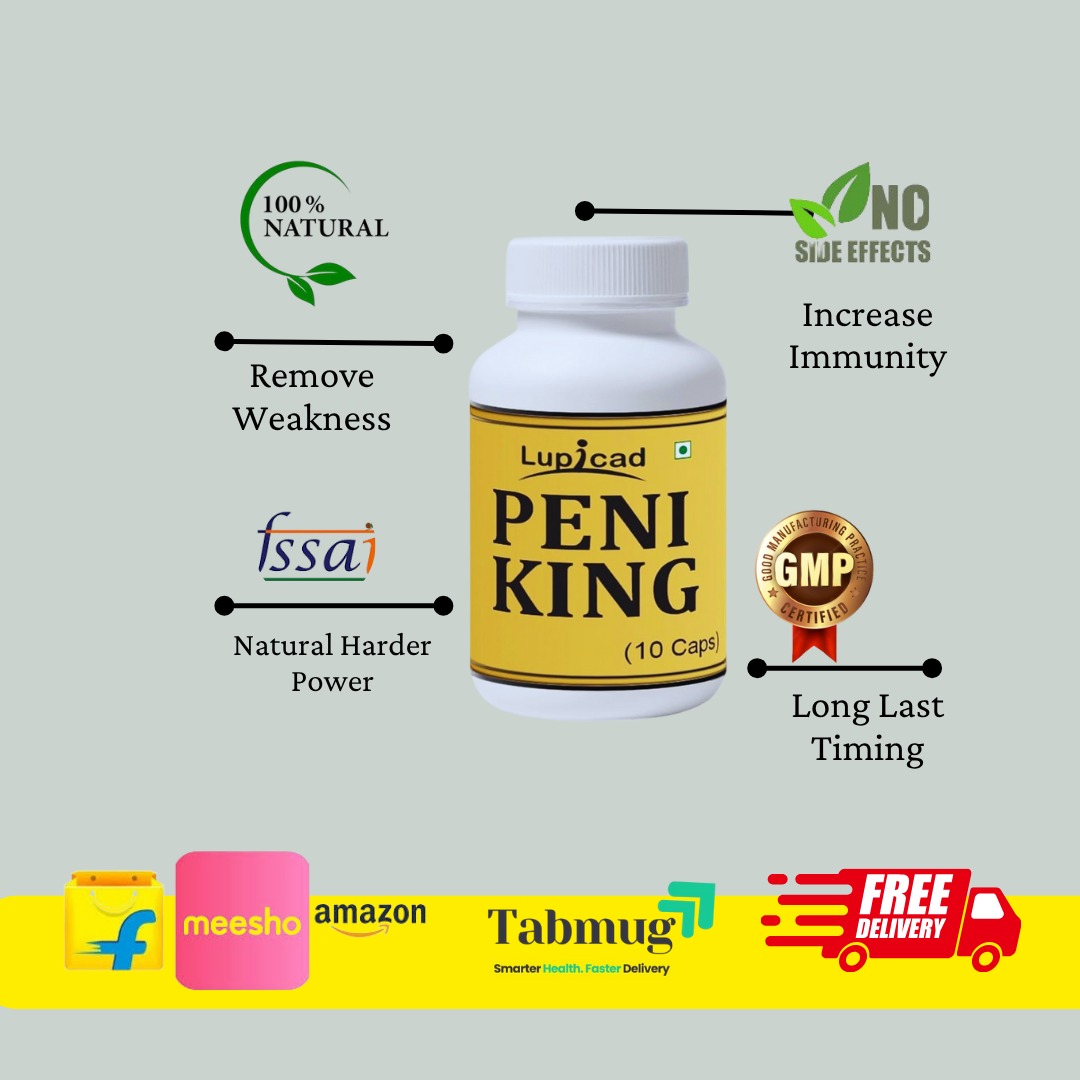 100%
NATURAL
NO
SIDE EFFECTS
Remove
Weakness
Increase
Immunity
Lupicad
PENI
KING
(10 Caps)
fssai
Natural Harder
Power
GOOD MANUFACTURING PRACTICE
GMP
CERTIFIED
Long Last
Timing
f
meesho
amazon
Tabmug
Smarter Health. Faster Delivery
FREE
DELIVERY